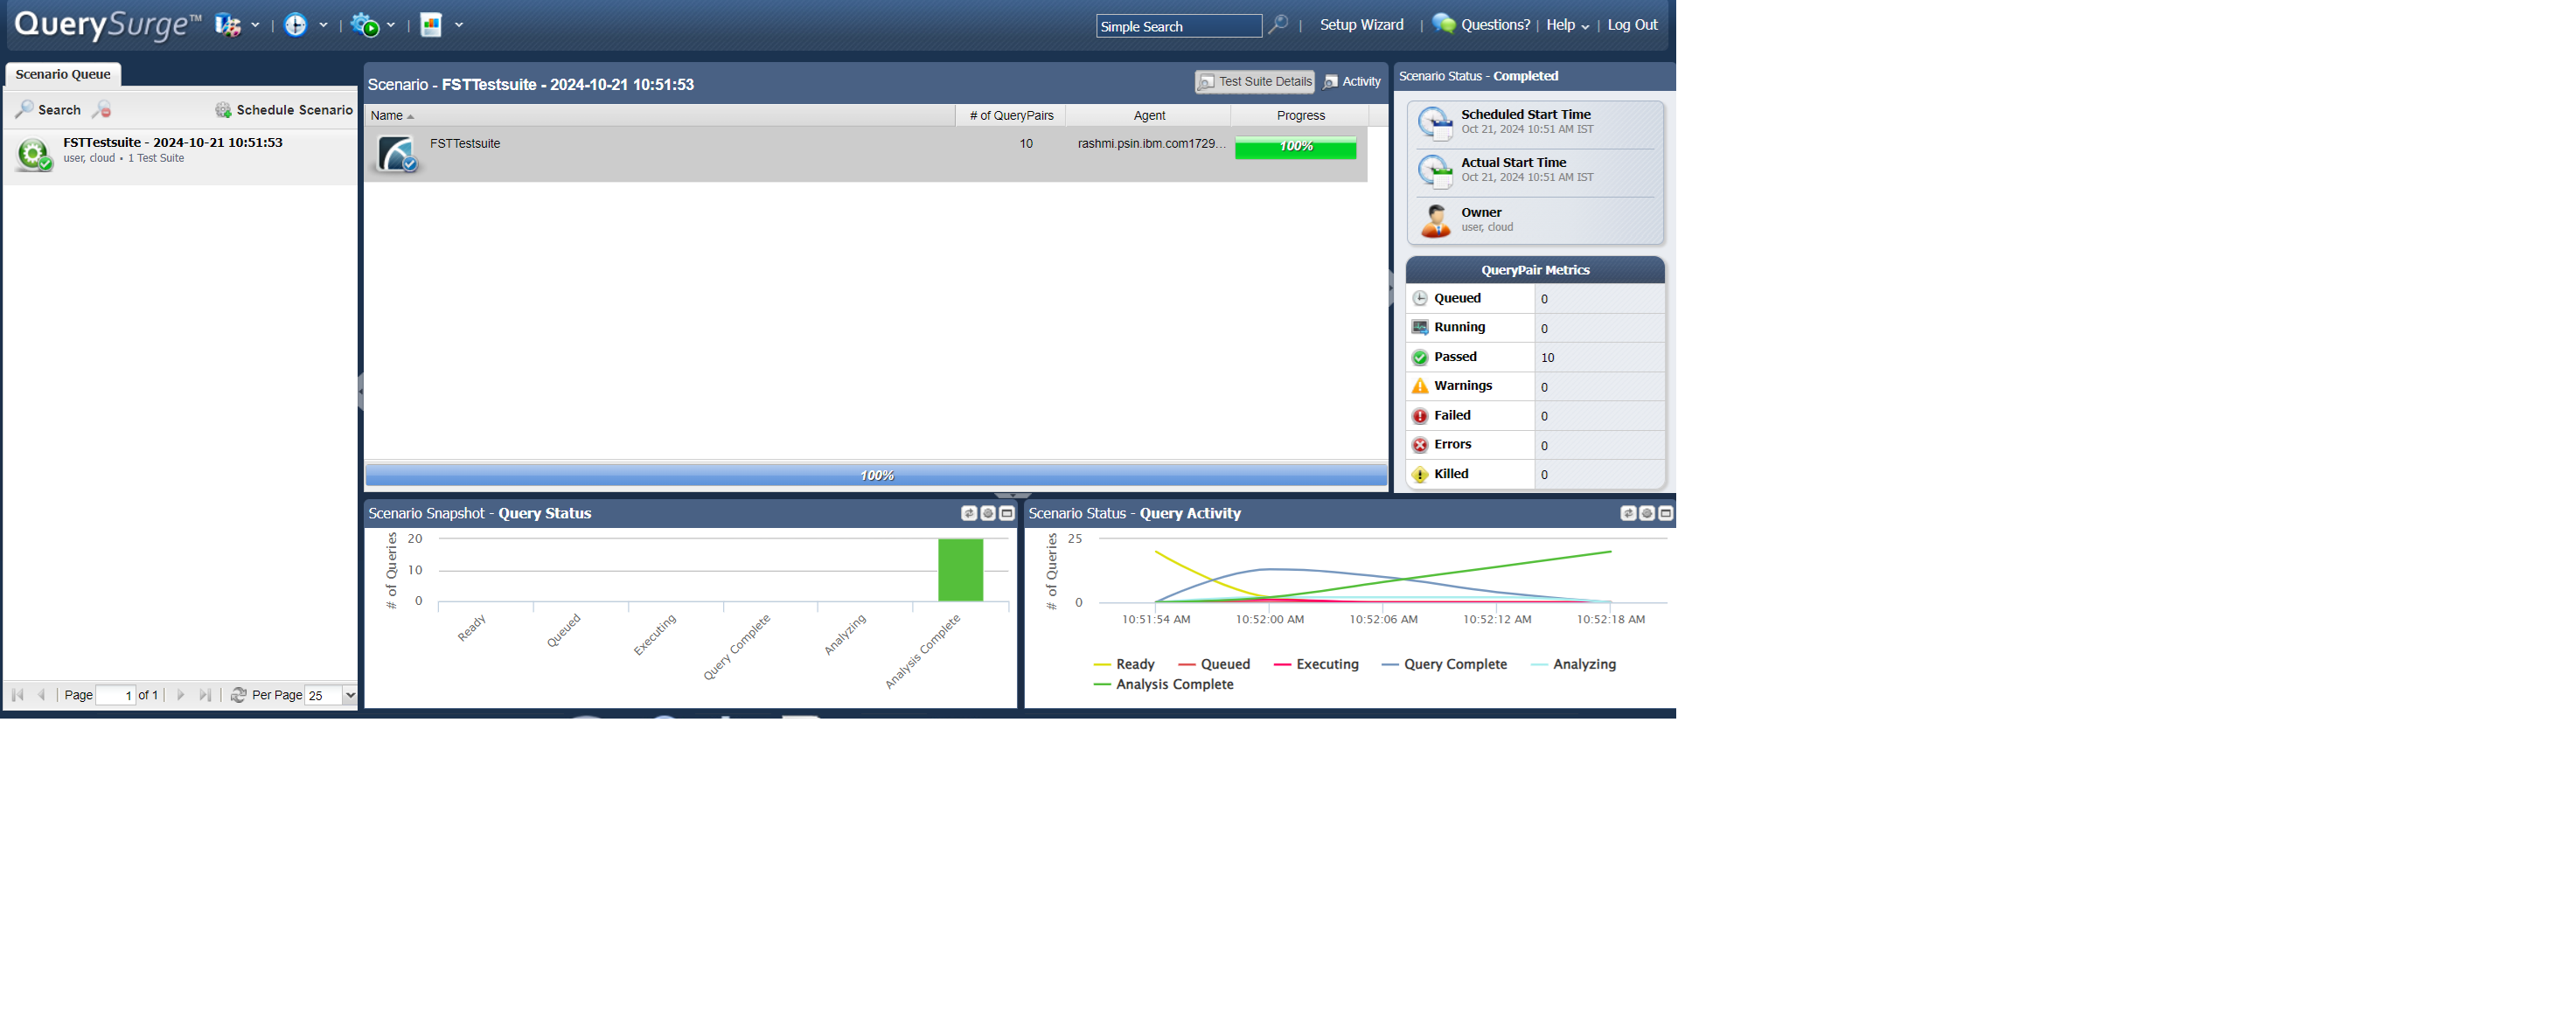 QuerySurge™
Simple Search
Setup Wizard
Questions?
Help
Log Out
Scenario Queue
Search
Schedule Scenario
FSTTestsuite - 2024-10-21 10:51:53
user, cloud • 1 Test Suite
Page 1 of 1
Per Page 25
Scenario - FSTTestsuite - 2024-10-21 10:51:53
Test Suite Details
Activity
Name # of QueryPairs Agent Progress
FSTTestsuite 10 rashmi.psin.ibm.com1729... 100%
100%
Scenario Status - Completed
Scheduled Start Time
Oct 21, 2024 10:51 AM IST
Actual Start Time
Oct 21, 2024 10:51 AM IST
Owner
user, cloud
QueryPair Metrics
Queued 0
Running 0
Passed 10
Warnings 0
Failed 0
Errors 0
Killed 0
Scenario Snapshot - Query Status
# of Queries
20
10
0
Ready
Queued
Executing
Query Complete
Analyzing
Analysis Complete
Scenario Status - Query Activity
# of Queries
25
0
10:51:54 AM 10:52:00 AM 10:52:06 AM 10:52:12 AM 10:52:18 AM
Ready Queued Executing Query Complete Analyzing
Analysis Complete